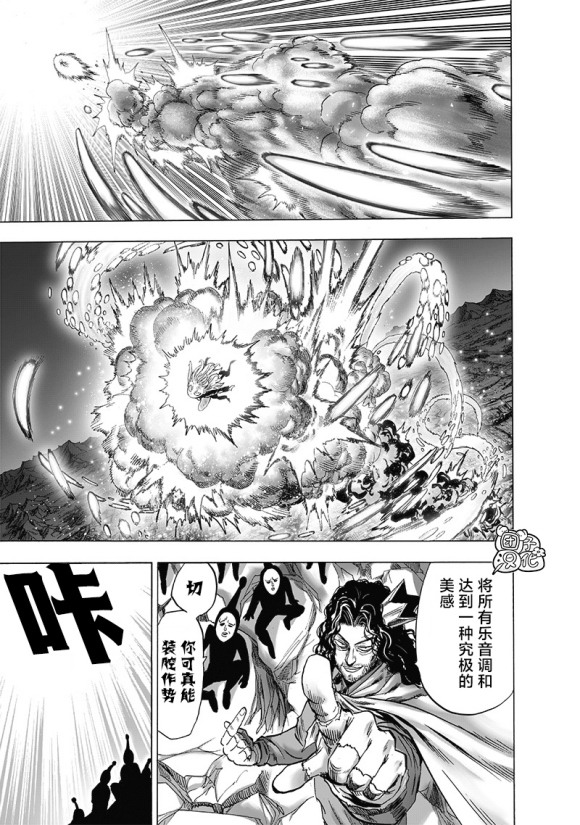 将所有乐音调和
达到一种究极的
美感
切
你可真能
装腔作势
咔